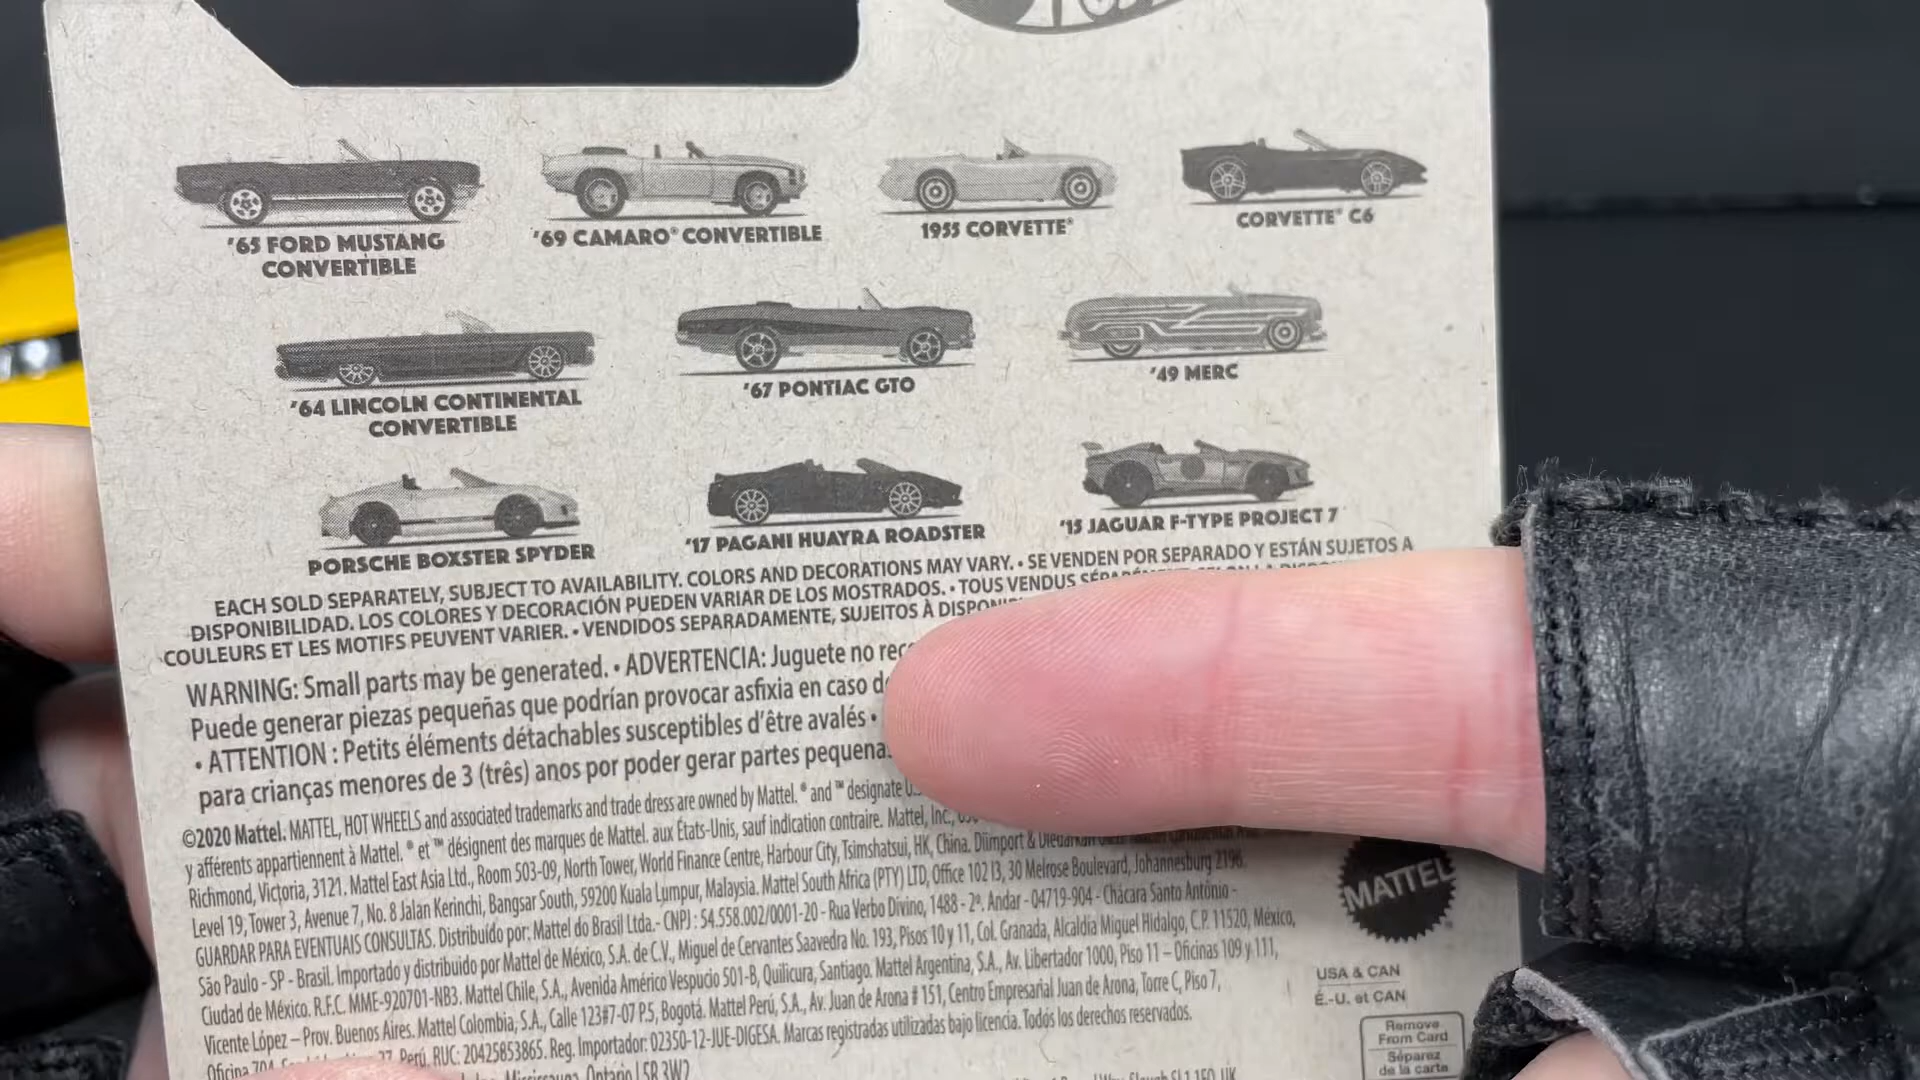 '65 FORD MUSTANG
CONVERTIBLE
'69 CAMARO® CONVERTIBLE
1955 CORVETTE®
CORVETTE® C6
'64 LINCOLN CONTINENTAL
CONVERTIBLE
'67 PONTIAC GTO
'49 MERC
PORSCHE BOXSTER SPYDER
'17 PAGANI HUAYRA ROADSTER
'15 JAGUAR F-TYPE PROJECT 7
EACH SOLD SEPARATELY, SUBJECT TO AVAILABILITY. COLORS AND DECORATIONS MAY VARY. • SE VENDEN POR SEPARADO Y ESTÁN SUJETOS A
DISPONIBILIDAD. LOS COLORES Y DECORACIÓN PUEDEN VARIAR DE LOS MOSTRADOS. • TOUS VENDUS
COULEURS ET LES MOTIFS PEUVENT VARIER. • VENDIDOS SEPARADAMENTE, SUJEITOS À
WARNING: Small parts may be generated. • ADVERTENCIA: Juguete no
Puede generar piezas pequeñas que podrían provocar asfixia en caso
• ATTENTION : Petits éléments détachables susceptibles d'être avalés •
para crianças menores de 3 (três) anos por poder gerar partes
©2020 Mattel. MATTEL, HOT WHEELS and associated trademarks and trade dress are owned by Mattel. ® and ™ designate
y afférents appartiennent à Mattel. ® et ™ désignent des marques de Mattel. aux États-Unis, sauf indication contraire. Mattel, Inc.,
Richmond, Victoria, 3121. Mattel East Asia Ltd., Room 503-09, North Tower, World Finance Centre, Harbour City, Tsimshatsui, HK, China. Diimport &
Level 19, Tower 3, Avenue 7, No. 8 Jalan Kerinchi, Bangsar South, 59200 Kuala Lumpur, Malaysia. Mattel South Africa (PTY) LTD, Office 102 I3, 30 Melrose Boulevard, Johannesburg 2196.
GUARDAR PARA EVENTUAIS CONSULTAS. Distribuído por: Mattel do Brasil Ltda.- CNPJ : 54.558.002/0001-20 - Rua Verbo Divino, 1488 - 2º. Andar - 04719-904 - Chácara Santo Antônio -
São Paulo - SP - Brasil. Importado y distribuido por Mattel de México, S.A. de C.V., Miguel de Cervantes Saavedra No. 193, Pisos 10 y 11, Col. Granada, Alcaldía Miguel Hidalgo, C.P. 11520, México,
Ciudad de México. R.F.C. MME-920701-NB3. Mattel Chile, S.A., Avenida Américo Vespucio 501-B, Quilicura, Santiago. Mattel Argentina, S.A., Av. Libertador 1000, Piso 11 – Oficinas 109 y 111,
Vicente López – Prov. Buenos Aires. Mattel Colombia, S.A., Calle 123#7-07 P.5, Bogotá. Mattel Perú, S.A., Av. Juan de Arona # 151, Centro Empresarial Juan de Arona, Torre C, Piso 7,
Oficina 704, Perú. RUC: 20425853865. Reg. Importador: 02350-12-JUE-DIGESA. Marcas registradas utilizadas bajo licencia. Todos los derechos reservados.
Mississauga, Ontario L5R 3W2
MATTEL
USA & CAN
É.-U. et CAN
Remove
From Card
Séparez
de la carte